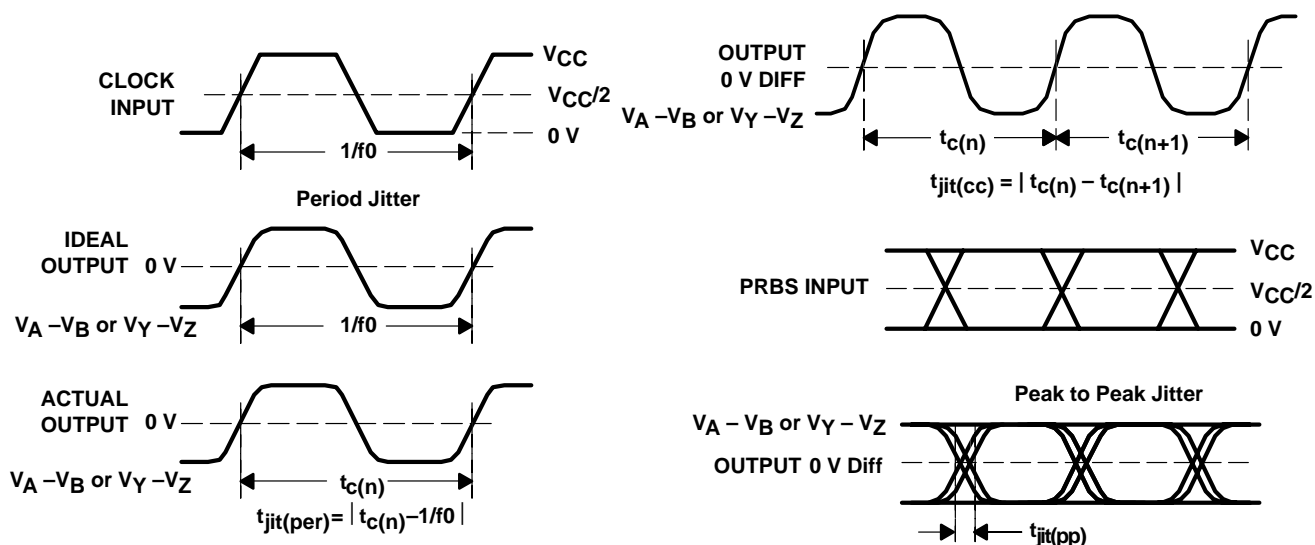 CLOCK
INPUT
VCC
VCC/2
0 V
1/f0
Period Jitter
IDEAL
OUTPUT 0 V
VA –VB or VY –VZ
1/f0
ACTUAL
OUTPUT 0 V
VA –VB or VY –VZ
tc(n)
tjit(per)= | tc(n)–1/f0 |
OUTPUT
0 V DIFF
VA –VB or VY –VZ
tc(n)
tc(n+1)
tjit(cc) = | tc(n) – tc(n+1) |
PRBS INPUT
VCC
VCC/2
0 V
Peak to Peak Jitter
VA – VB or VY – VZ
OUTPUT 0 V Diff
tjit(pp)